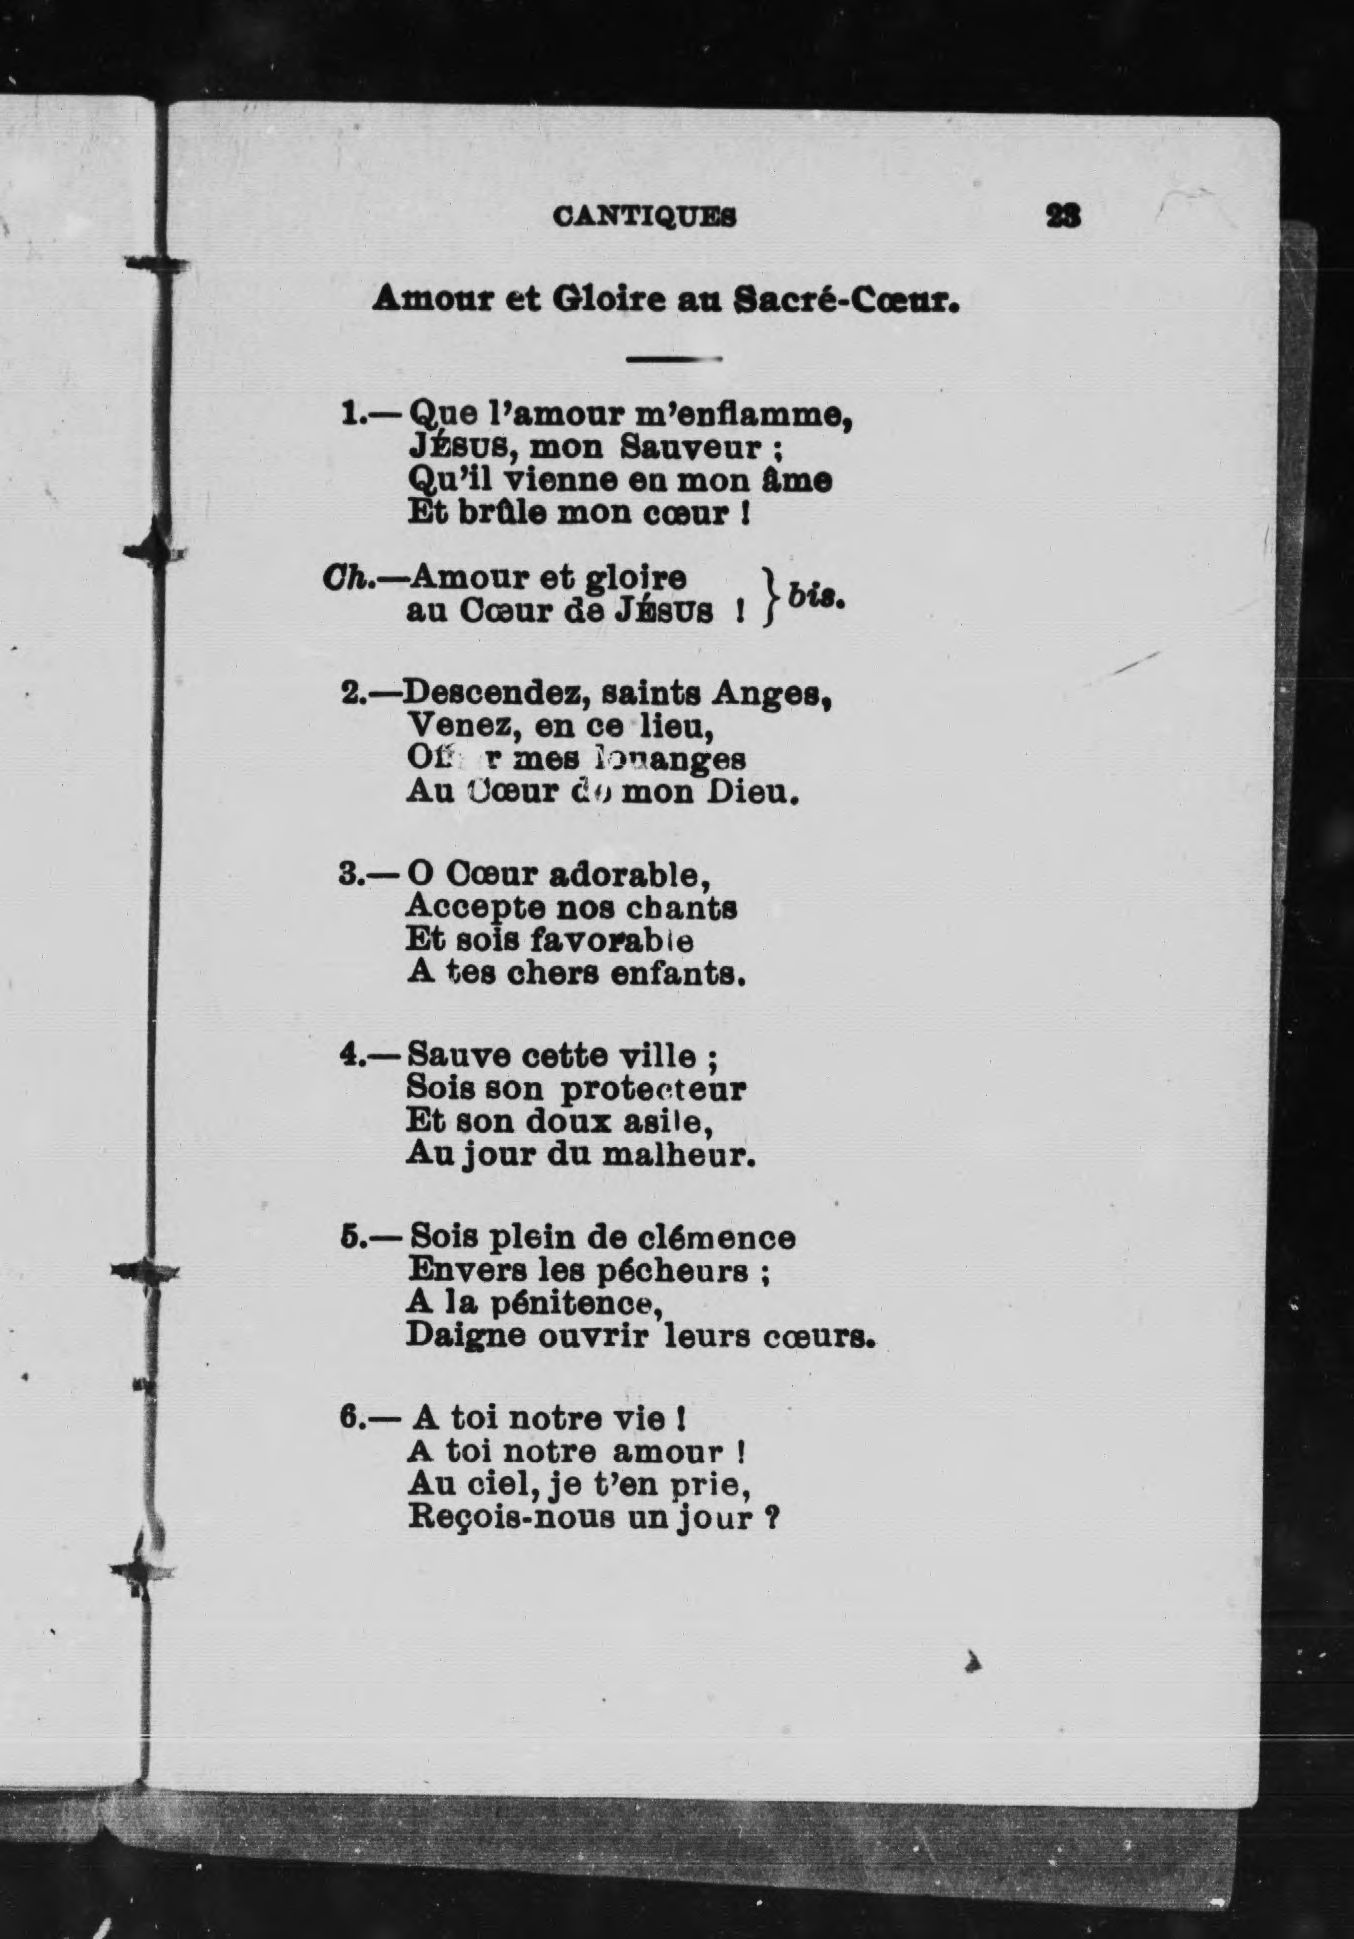 CANTIQUES 23
Amour et Gloire au Sacré-Cœur.
1.— Que l'amour m'enflamme,
JÉSUS, mon Sauveur ;
Qu'il vienne en mon âme
Et brûle mon cœur !
Ch.—Amour et gloire
au Cœur de JÉSUS ! } bis.
2.—Descendez, saints Anges,
Venez, en ce lieu,
mes louanges
Au Cœur de mon Dieu.
3.— O Cœur adorable,
Accepte nos chants
Et sois favorable
A tes chers enfants.
4.— Sauve cette ville ;
Sois son protecteur
Et son doux asile,
Au jour du malheur.
5.— Sois plein de clémence
Envers les pécheurs ;
A la pénitence,
Daigne ouvrir leurs cœurs.
6.— A toi notre vie !
A toi notre amour !
Au ciel, je t'en prie,
Reçois-nous un jour ?